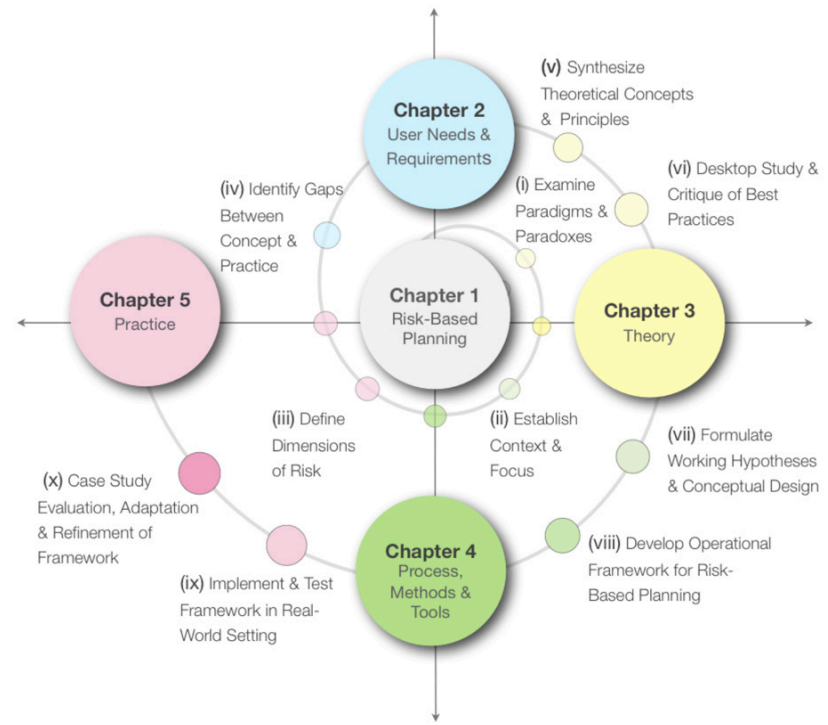 Chapter 1
Risk-Based
Planning
(i) Examine
Paradigms &
Paradoxes
(ii) Establish
Context &
Focus
(iii) Define
Dimensions
of Risk
(iv) Identify Gaps
Between
Concept &
Practice
Chapter 2
User Needs &
Requirements
(v) Synthesize
Theoretical Concepts
& Principles
(vi) Desktop Study &
Critique of Best
Practices
Chapter 3
Theory
(vii) Formulate
Working Hypotheses
& Conceptual Design
(viii) Develop Operational
Framework for Risk-
Based Planning
Chapter 4
Process,
Methods &
Tools
(ix) Implement & Test
Framework in Real-
World Setting
(x) Case Study
Evaluation, Adaptation
& Refinement of
Framework
Chapter 5
Practice